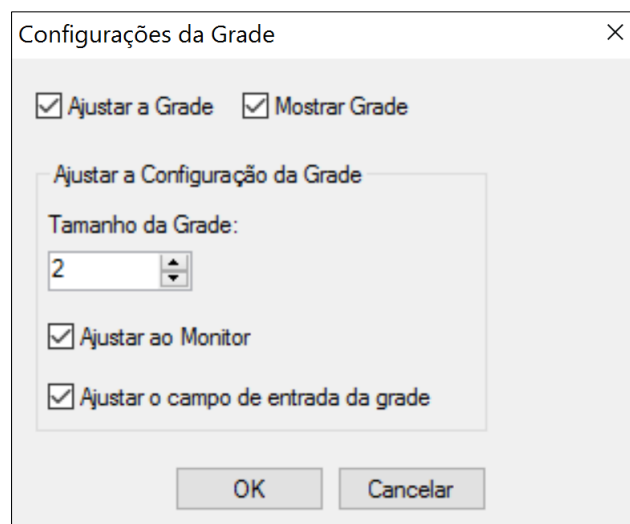 Configurações da Grade
Ajustar a Grade Mostrar Grade
Ajustar a Configuração da Grade
Tamanho da Grade:
2
Ajustar ao Monitor
Ajustar o campo de entrada da grade
OK Cancelar